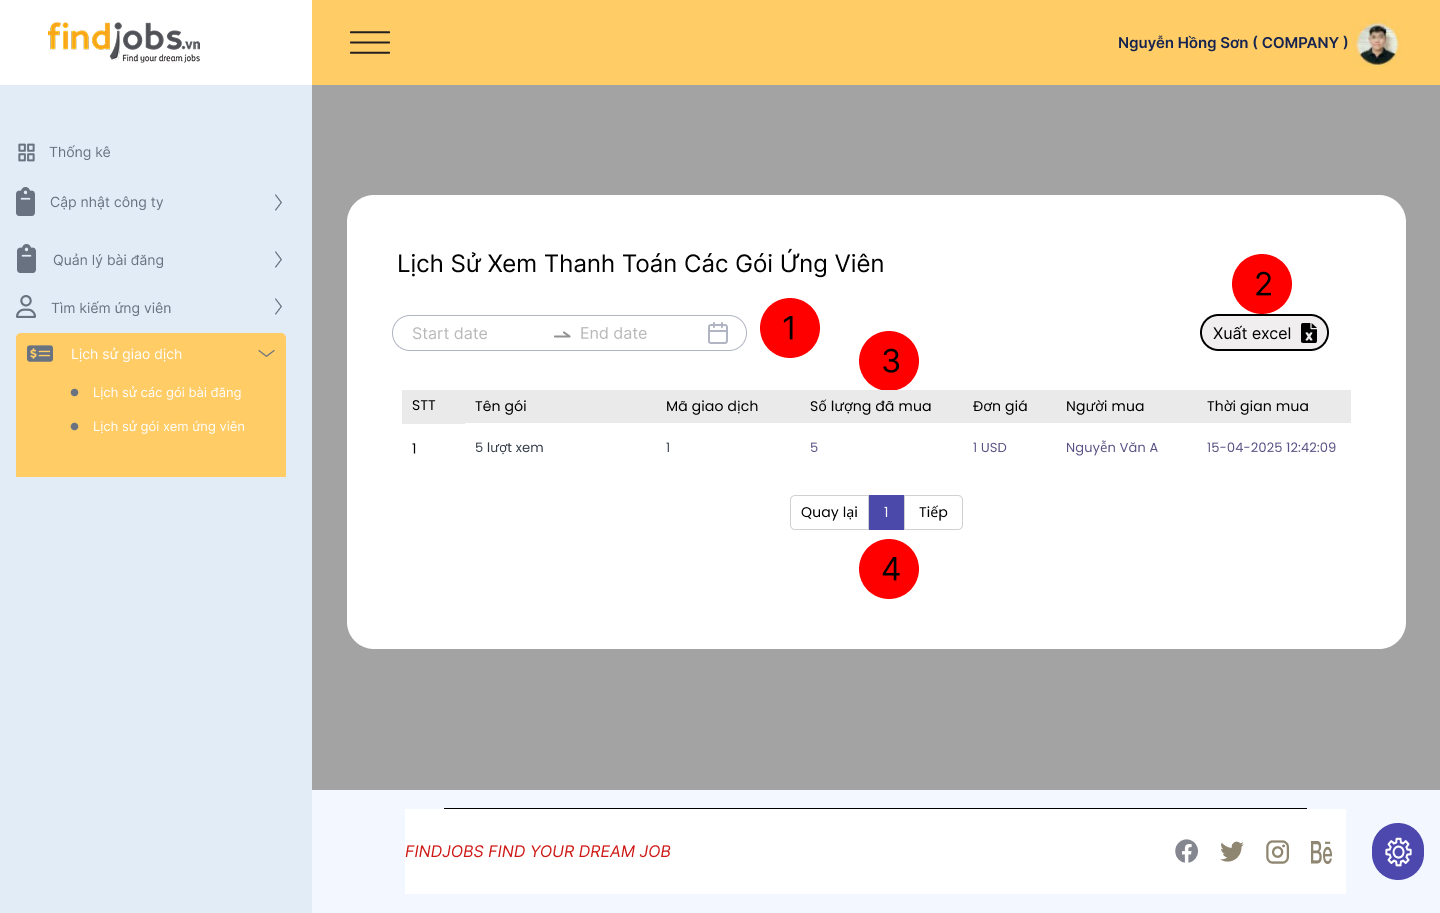 findjobs.vn
Find your dream jobs
Nguyễn Hồng Sơn ( COMPANY )
Thống kê
Cập nhật công ty
Quản lý bài đăng
Tìm kiếm ứng viên
Lịch sử giao dịch
Lịch sử các gói bài đăng
Lịch sử gói xem ứng viên
Lịch Sử Xem Thanh Toán Các Gói Ứng Viên
2
Start date End date
1
Xuất excel
3
STT Tên gói Mã giao dịch Số lượng đã mua Đơn giá Người mua Thời gian mua
1 5 lượt xem 1 5 1 USD Nguyễn Văn A 15-04-2025 12:42:09
Quay lại 1 Tiếp
4
FINDJOBS FIND YOUR DREAM JOB